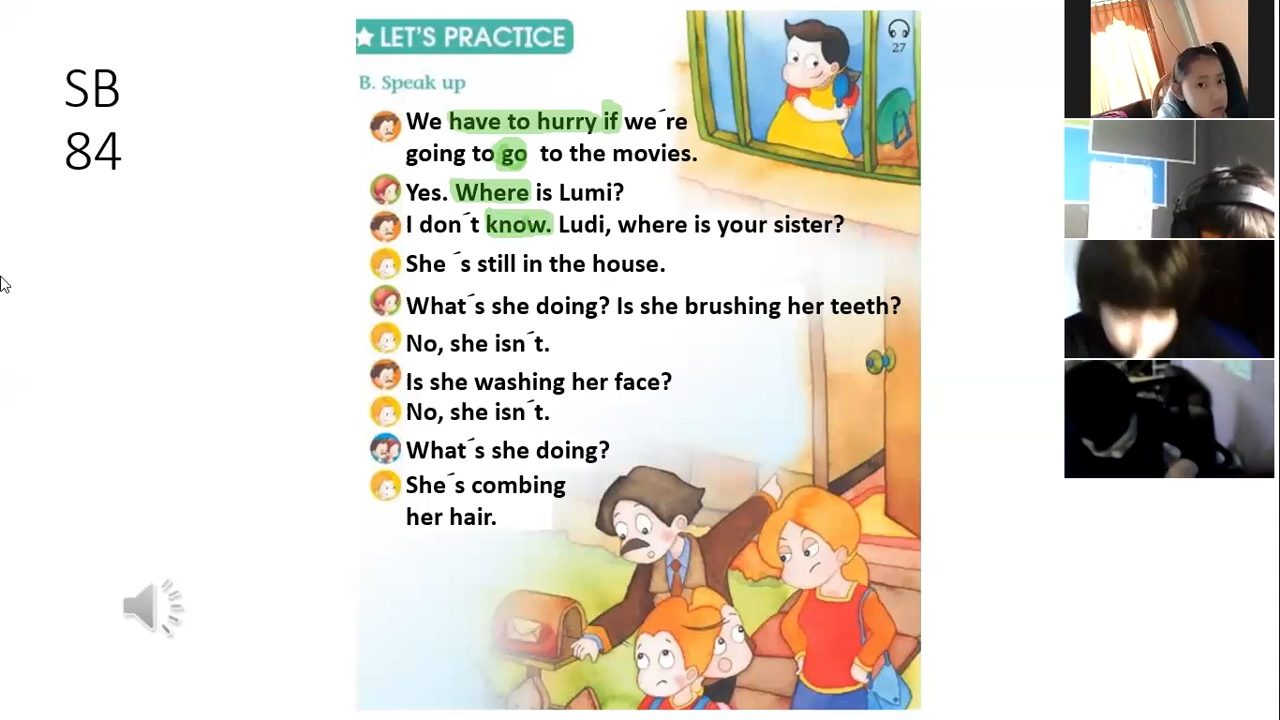 SB
84
LET'S PRACTICE
27
B. Speak up
We have to hurry if we´re
going to go to the movies.
Yes. Where is Lumi?
I don´t know. Ludi, where is your sister?
She ´s still in the house.
What´s she doing? Is she brushing her teeth?
No, she isn´t.
Is she washing her face?
No, she isn´t.
What´s she doing?
She´s combing
her hair.